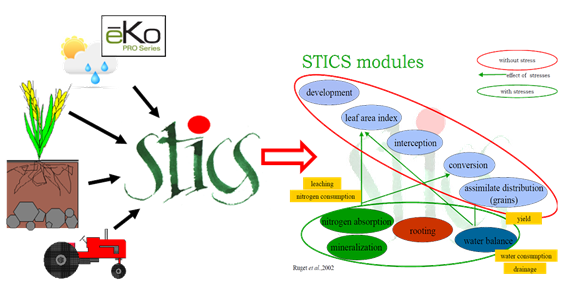 ēKo
PRO Series
stics
STICS modules
without stress
effect of stresses
with stresses
development
leaf area index
interception
conversion
assimilate distribution
(grains)
leaching
nitrogen consumption
yield
nitrogen absorption
rooting
water balance
mineralization
water consumption
drainage
Ruget et al.,2002